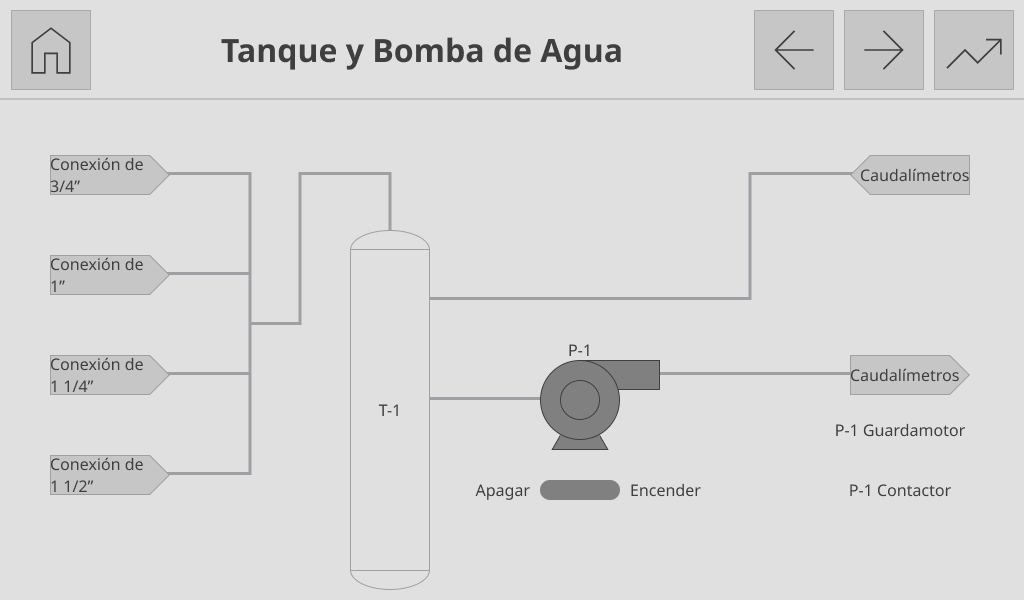 Tanque y Bomba de Agua
Conexión de
3/4”
Caudalímetros
Conexión de
1”
P-1
Conexión de
1 1/4”
Caudalímetros
T-1
P-1 Guardamotor
Conexión de
1 1/2”
Apagar
Encender
P-1 Contactor